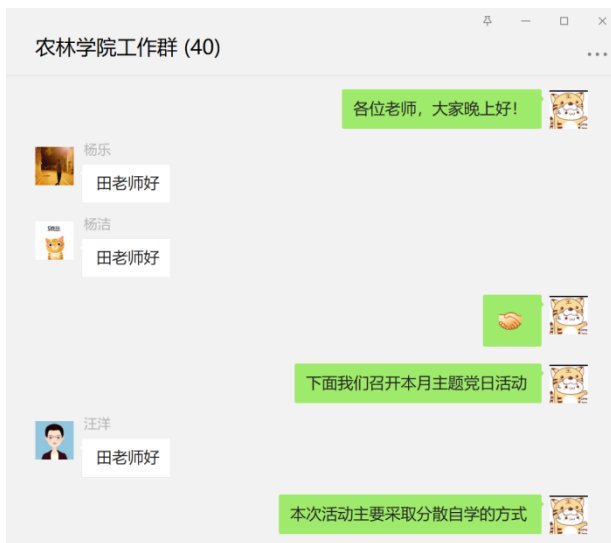 农林学院工作群 (40)
各位老师，大家晚上好！
杨乐
田老师好
杨洁
田老师好
下面我们召开本月主题党日活动
汪洋
田老师好
本次活动主要采取分散自学的方式